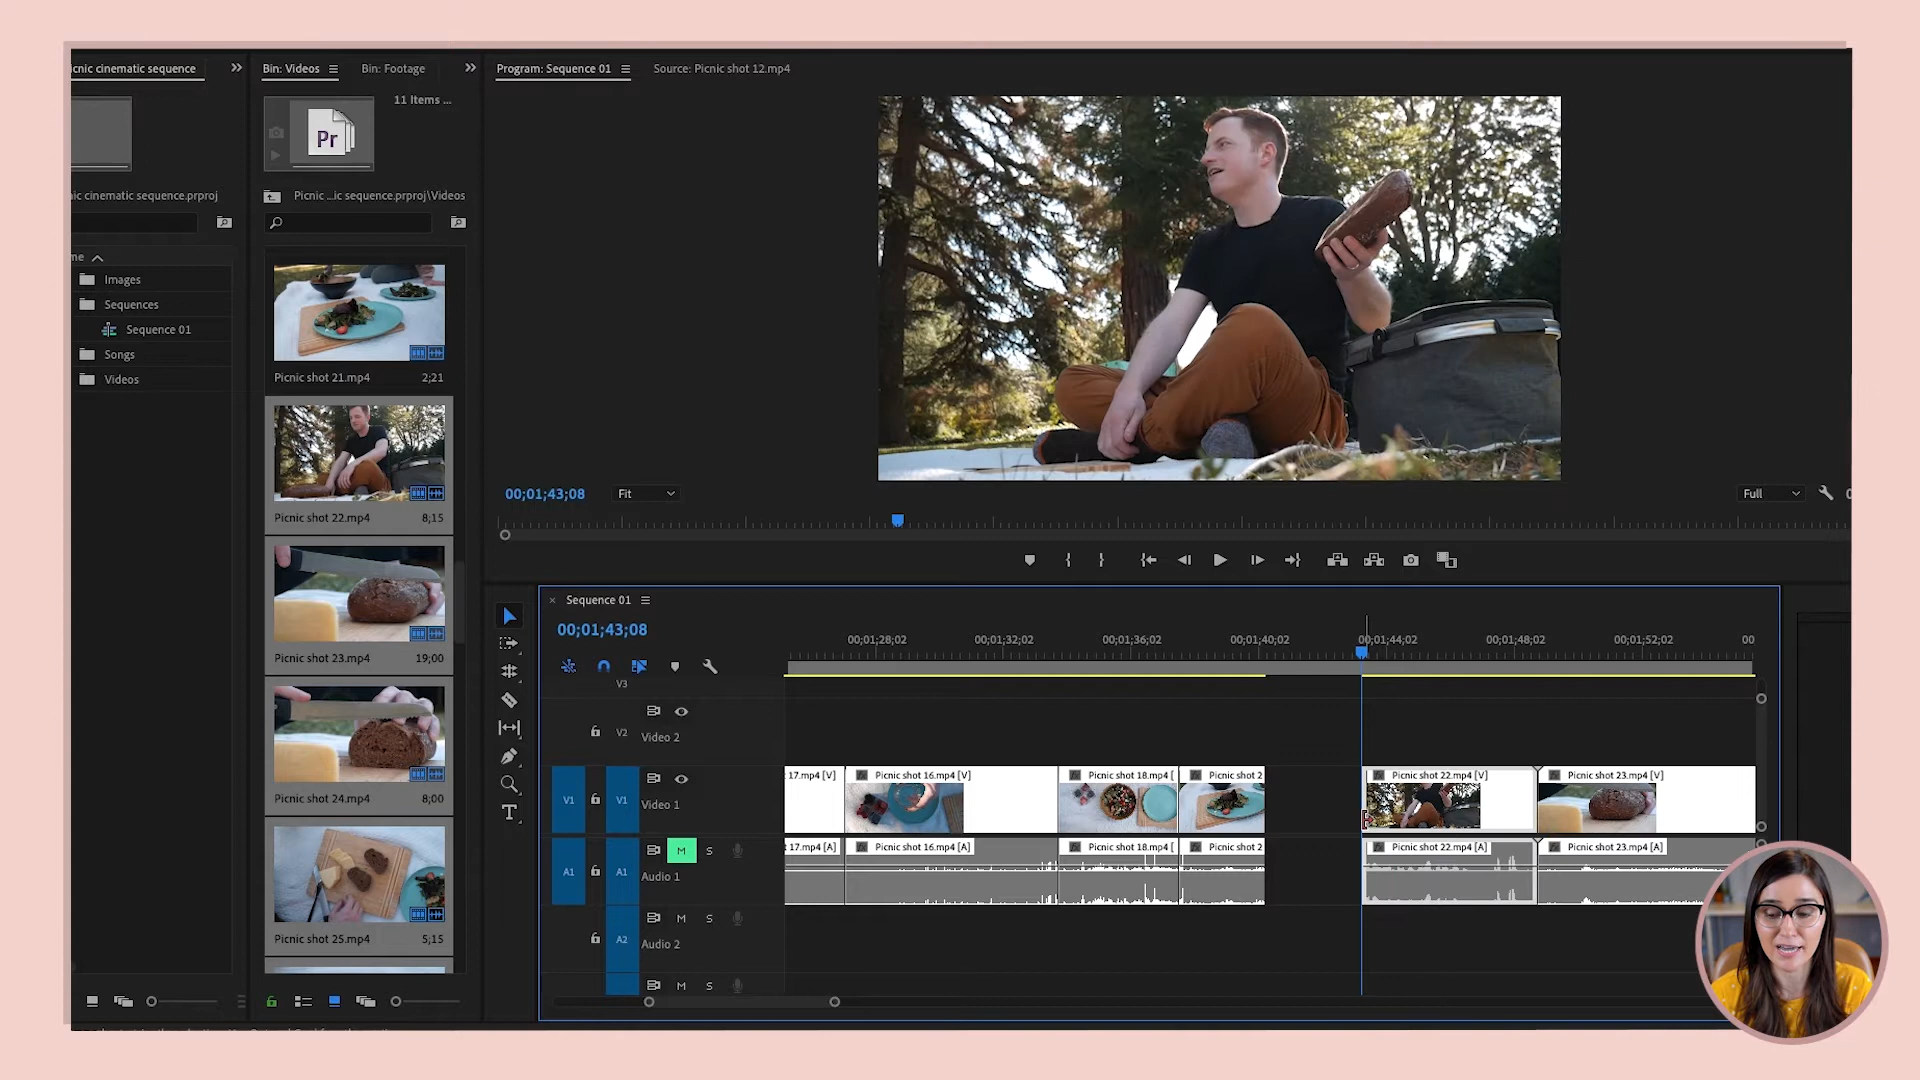 icnic cinematic sequence
Bin: Videos
Bin: Footage
Program: Sequence 01
Source: Picnic shot 12.mp4
11 Items ...
Pr
ic cinematic sequence.prproj
Picnic ...ic sequence.prproj\Videos
me
Images
Sequences
Sequence 01
Songs
Videos
Picnic shot 21.mp4
2;21
Picnic shot 22.mp4
8;15
Picnic shot 23.mp4
19;00
Picnic shot 24.mp4
8;00
Picnic shot 25.mp4
5;15
00;01;43;08
Fit
Full
0
Sequence 01
00;01;43;08
00;01;28;02
00;01;32;02
00;01;36;02
00;01;40;02
00;01;44;02
00;01;48;02
00;01;52;02
00
V3
V2
Video 2
V1
V1
Video 1
t 17.mp4 [V]
Picnic shot 16.mp4 [V]
Picnic shot 18.mp4 [
Picnic shot 2
Picnic shot 22.mp4 [V]
Picnic shot 23.mp4 [V]
A1
A1
M
S
Audio 1
17.mp4 [A]
Picnic shot 16.mp4 [A]
Picnic shot 18.mp4 [
Picnic shot 2
Picnic shot 22.mp4 [A]
Picnic shot 23.mp4 [A]
A2
M
S
Audio 2
M
S
T